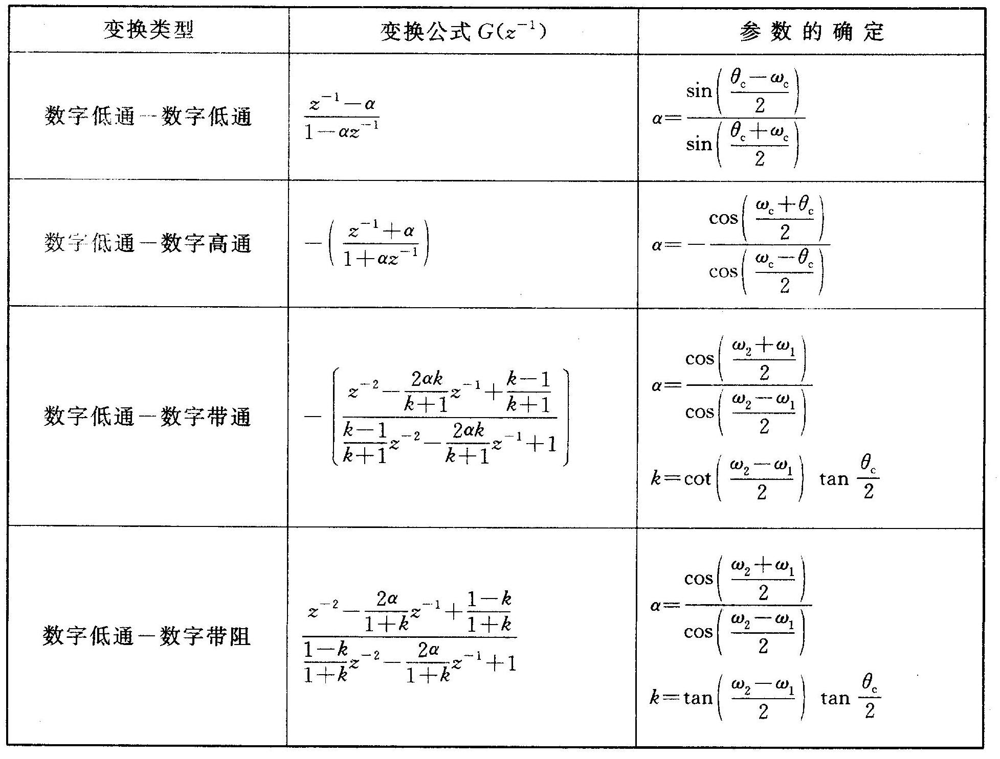 变换类型 变换公式 G(z⁻¹) 参数的确定
数字低通—数字低通 $\frac{z^{-1}-\alpha}{1-\alpha z^{-1}}$ $\alpha=\frac{\sin\left(\frac{\theta_c-\omega_c}{2}\right)}{\sin\left(\frac{\theta_c+\omega_c}{2}\right)}$
数字低通—数字高通 $-\left(\frac{z^{-1}+\alpha}{1+\alpha z^{-1}}\right)$ $\alpha=-\frac{\cos\left(\frac{\omega_c+\theta_c}{2}\right)}{\cos\left(\frac{\omega_c-\theta_c}{2}\right)}$
数字低通—数字带通 $-\left[\frac{z^{-2}-\frac{2\alpha k}{k+1}z^{-1}+\frac{k-1}{k+1}}{\frac{k-1}{k+1}z^{-2}-\frac{2\alpha k}{k+1}z^{-1}+1}\right]$ $\alpha=\frac{\cos\left(\frac{\omega_2+\omega_1}{2}\right)}{\cos\left(\frac{\omega_2-\omega_1}{2}\right)}$
$k=\cot\left(\frac{\omega_2-\omega_1}{2}\right)\tan\frac{\theta_c}{2}$
数字低通—数字带阻 $\frac{z^{-2}-\frac{2\alpha}{1+k}z^{-1}+\frac{1-k}{1+k}}{\frac{1-k}{1+k}z^{-2}-\frac{2\alpha}{1+k}z^{-1}+1}$ $\alpha=\frac{\cos\left(\frac{\omega_2+\omega_1}{2}\right)}{\cos\left(\frac{\omega_2-\omega_1}{2}\right)}$
$k=\tan\left(\frac{\omega_2-\omega_1}{2}\right)\tan\frac{\theta_c}{2}$